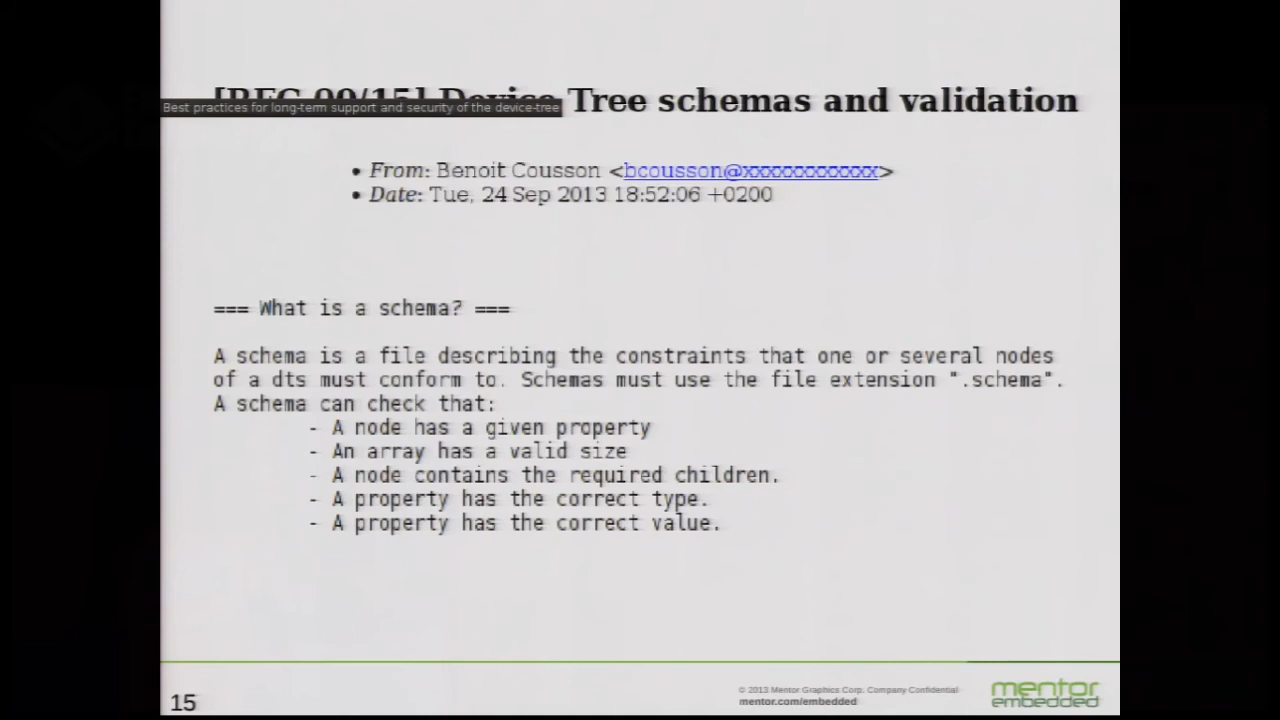 [RFC 00/15] Device Tree schemas and validation
Best practices for long-term support and security of the device-tree
• From: Benoit Cousson <bcousson@xxxxxxxxxxxx>
• Date: Tue, 24 Sep 2013 18:52:06 +0200
=== What is a schema? ===
A schema is a file describing the constraints that one or several nodes
of a dts must conform to. Schemas must use the file extension ".schema".
A schema can check that:
- A node has a given property
- An array has a valid size
- A node contains the required children.
- A property has the correct type.
- A property has the correct value.
15
© 2013 Mentor Graphics Corp. Company Confidential
mentor.com/embedded
mentor
embedded